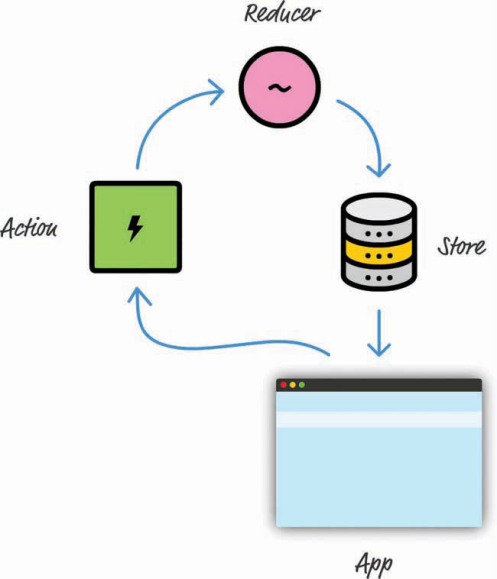 Reducer
Action
Store
App